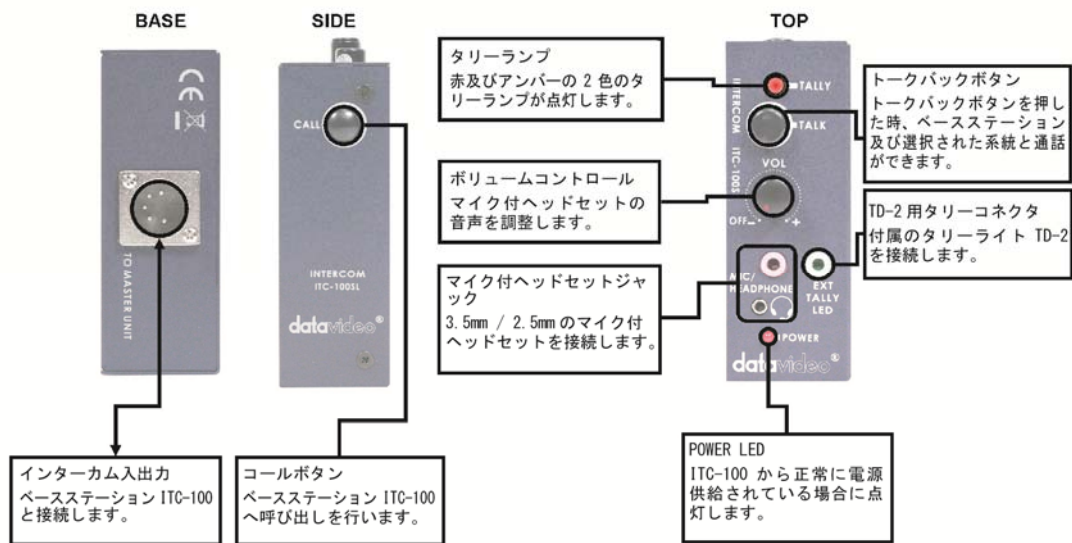 BASE
SIDE
TOP
タリーランプ
赤及びアンバーの 2 色のタ
リーランプが点灯します。
ボリュームコントロール
マイク付ヘッドセットの
音声を調整します。
マイク付ヘッドセットジャ
ック
3.5mm / 2.5mm のマイク付
ヘッドセットを接続します。
トークバックボタン
トークバックボタンを押し
た時、ベースステーション
及び選択された系統と通話
ができます。
TD-2 用タリーコネクタ
付属のタリーライト TD-2
を接続します。
CE
TO MASTER UNIT
CALL
INTERCOM
ITC-100SL
datavideo®
TALLY
TALK
INTERCOM ITC-100SL
VOL
OFF − +
MIC/
HEADPHONE
EXT
TALLY
LED
POWER
datavideo®
インターカム入出力
ベースステーション ITC-100
と接続します。
コールボタン
ベースステーション ITC-100
へ呼び出しを行います。
POWER LED
ITC-100 から正常に電源
供給されている場合に点
灯します。